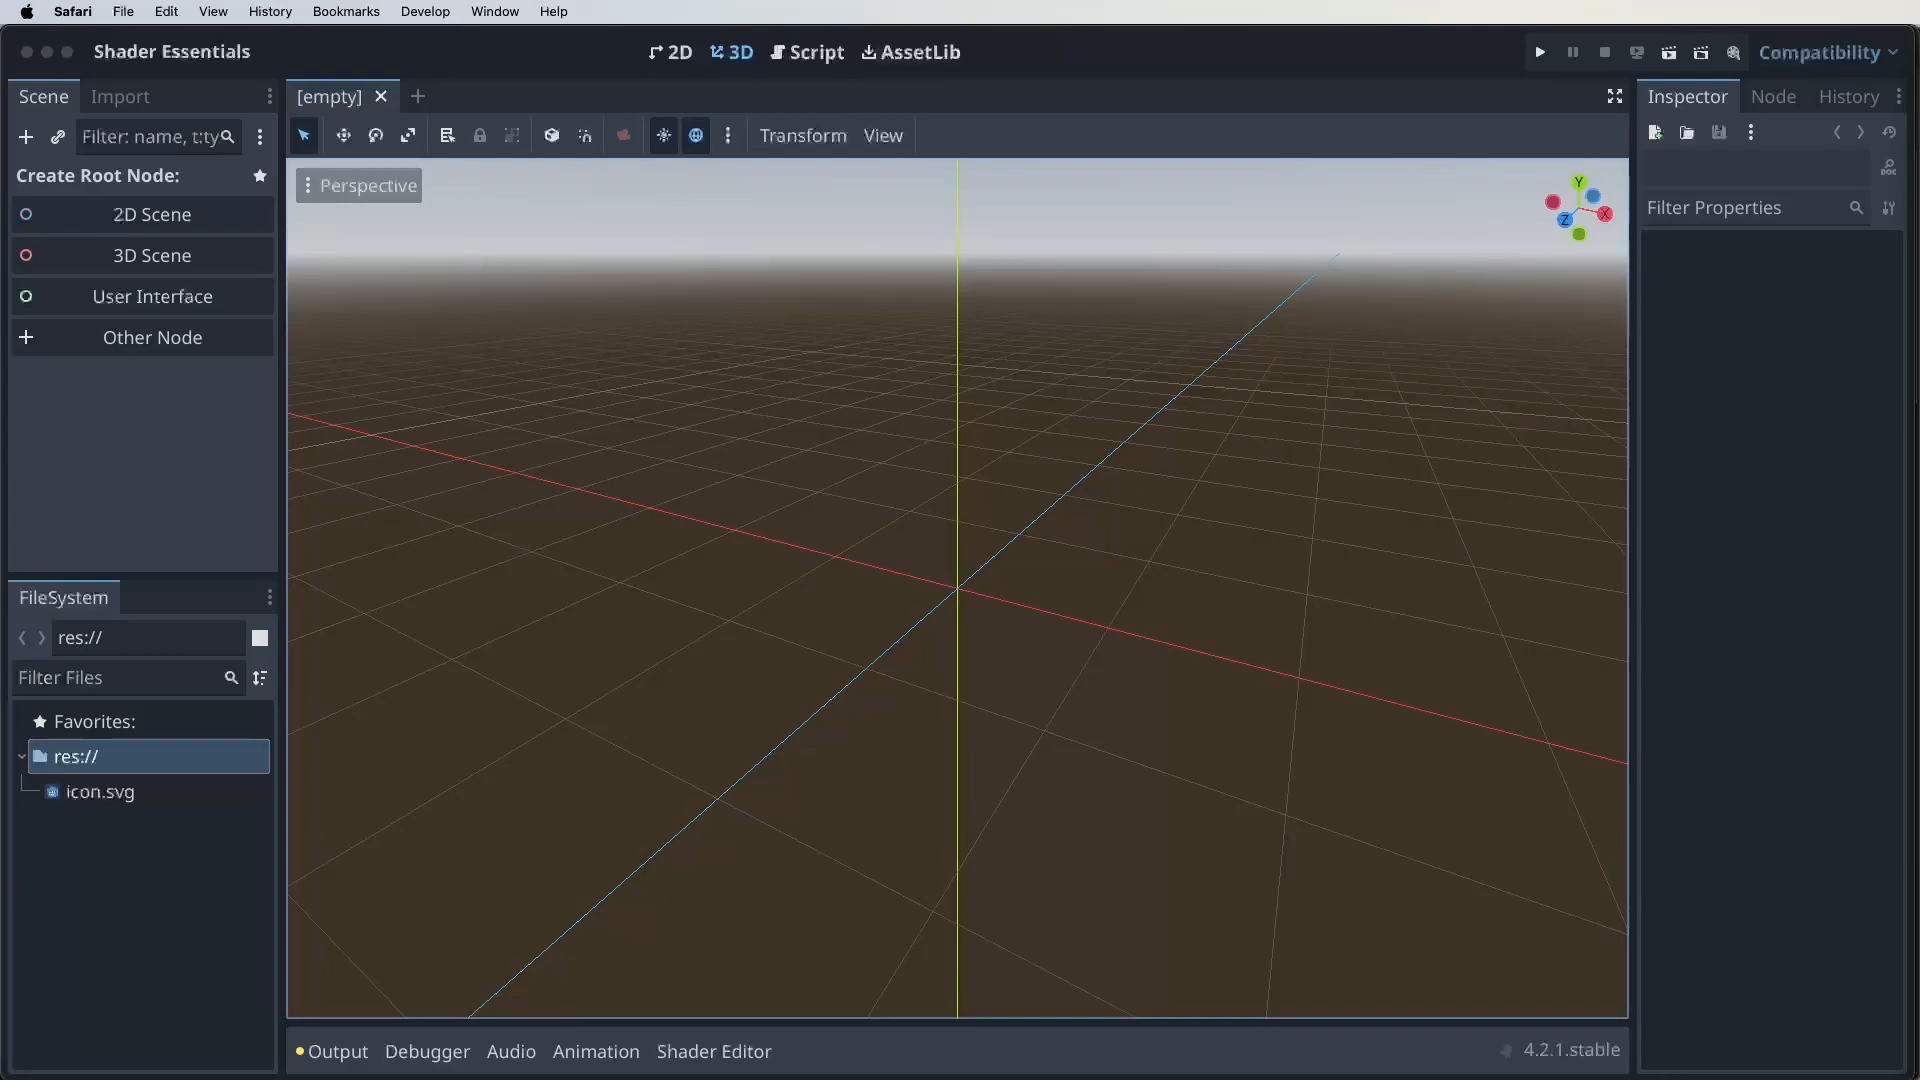 Safari File Edit View History Bookmarks Develop Window Help
Shader Essentials
2D 3D Script AssetLib
Compatibility
Scene Import
[empty]
Inspector Node History
Filter: name, t:ty
Transform View
Create Root Node:
2D Scene
3D Scene
User Interface
Other Node
Perspective
Y
X
Z
DOC
Filter Properties
FileSystem
res://
Filter Files
Favorites:
res://
icon.svg
Output Debugger Audio Animation Shader Editor
4.2.1.stable